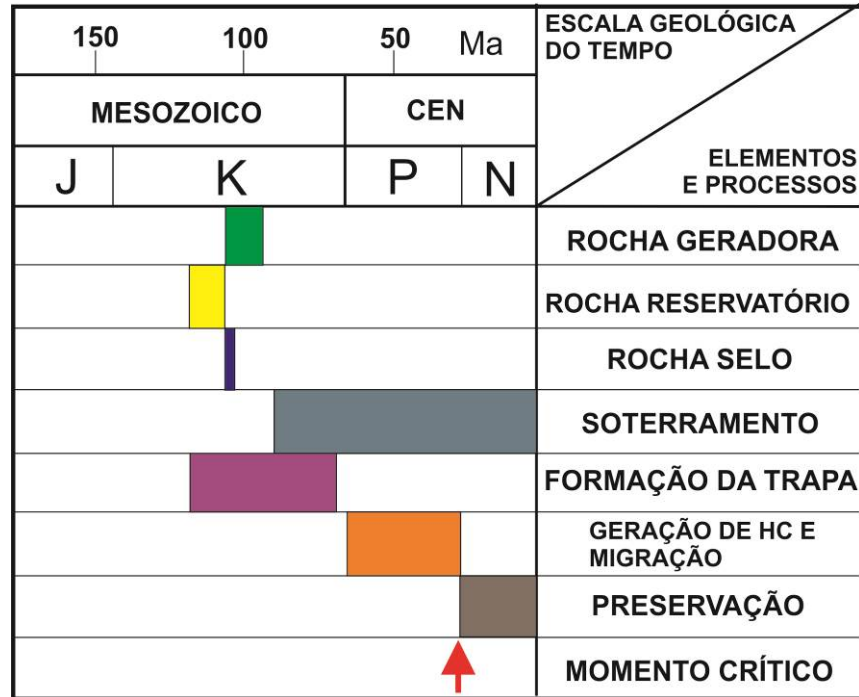 150 100 50 Ma
ESCALA GEOLÓGICA
DO TEMPO
MESOZOICO CEN
J K P N
ELEMENTOS
E PROCESSOS
ROCHA GERADORA
ROCHA RESERVATÓRIO
ROCHA SELO
SOTERRAMENTO
FORMAÇÃO DA TRAPA
GERAÇÃO DE HC E
MIGRAÇÃO
PRESERVAÇÃO
MOMENTO CRÍTICO